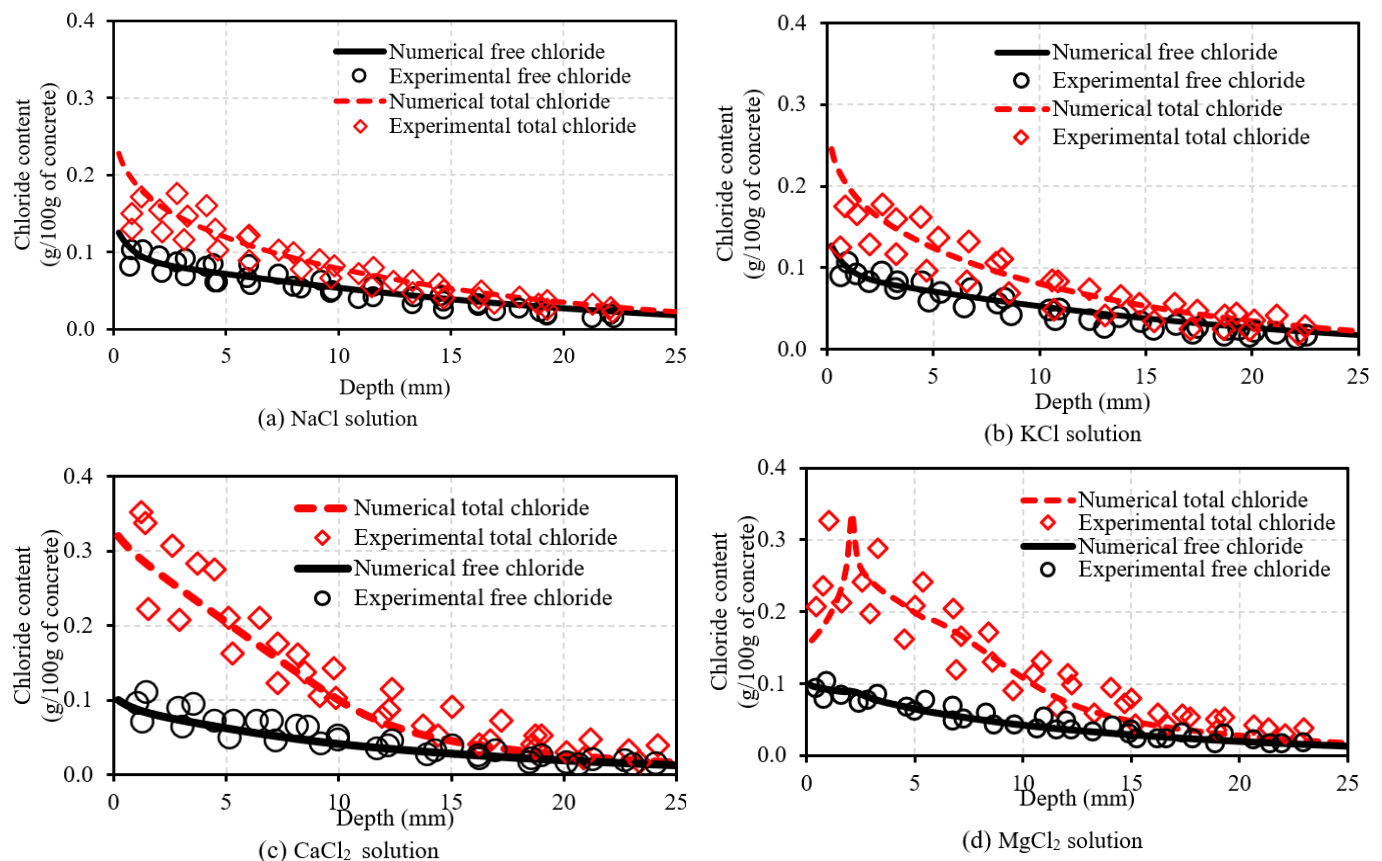 0.4
0.3
0.2
0.1
0.0
Chloride content
(g/100g of concrete)
Numerical free chloride
Experimental free chloride
Numerical total chloride
Experimental total chloride
0 5 10 15 20 25
Depth (mm)
(a) NaCl solution
0.4
0.3
0.2
0.1
0.0
Chloride content
(g/100g of concrete)
Numerical free chloride
Experimental free chloride
Numerical total chloride
Experimental total chloride
0 5 10 15 20 25
Depth (mm)
(b) KCl solution
0.4
0.3
0.2
0.1
0.0
Chloride content
(g/100g of concrete)
Numerical total chloride
Experimental total chloride
Numerical free chloride
Experimental free chloride
0 5 10 15 20 25
Depth (mm)
(c) CaCl₂ solution
0.4
0.3
0.2
0.1
0.0
Chloride content
(g/100g of concrete)
Numerical total chloride
Experimental total chloride
Numerical free chloride
Experimental free chloride
0 5 10 15 20 25
Depth (mm)
(d) MgCl₂ solution